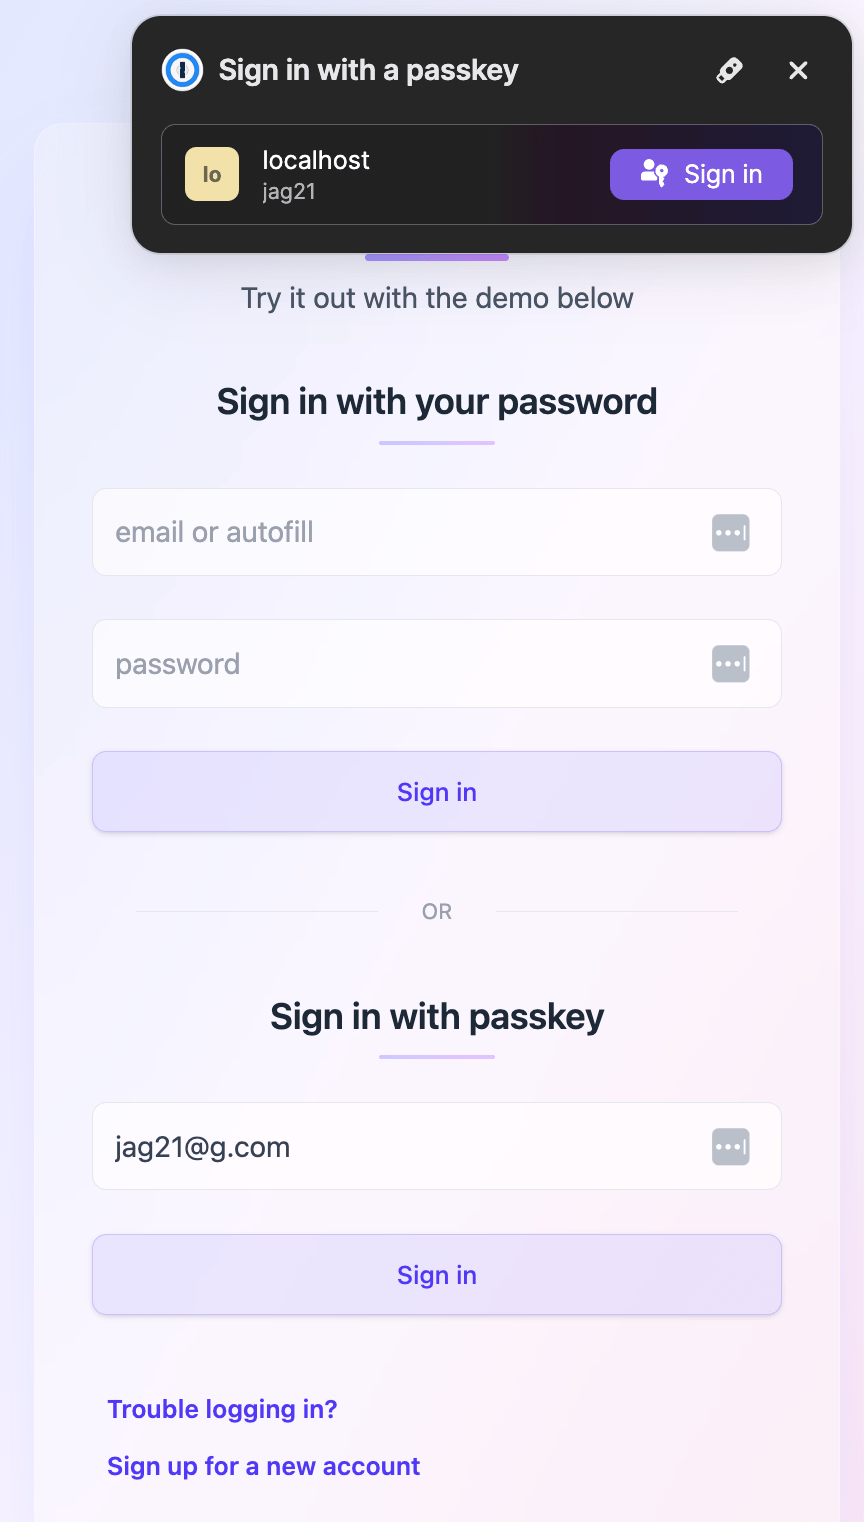 Sign in with a passkey
lo
localhost
jag21
Sign in
Try it out with the demo below
Sign in with your password
email or autofill
password
Sign in
OR
Sign in with passkey
jag21@g.com
Sign in
Trouble logging in?
Sign up for a new account